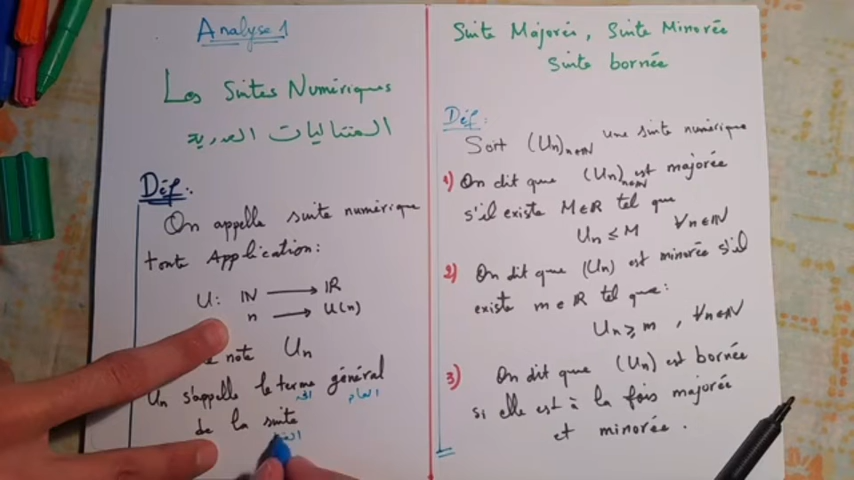 Analyse 1
Les Suites Numériques
المتتاليات العددية
Déf:
On appelle suite numérique
toute Application:
U: IN → IR
n → U(n)
note Un
Un s'appelle le terme général
الحد العام
de la suite
Suite Majorée, Suite Minorée
Suite bornée
Déf:
Soit (Un)n∈IN une suite numérique
1) On dit que (Un)n∈IN est majorée
s'il existe M∈IR tel que
Un ≤ M ∀n∈IN
2) On dit que (Un) est minorée s'il
existe m∈IR tel que:
Un ≥ m , ∀n∈IN
3) On dit que (Un) est bornée
si elle est à la fois majorée
et minorée.